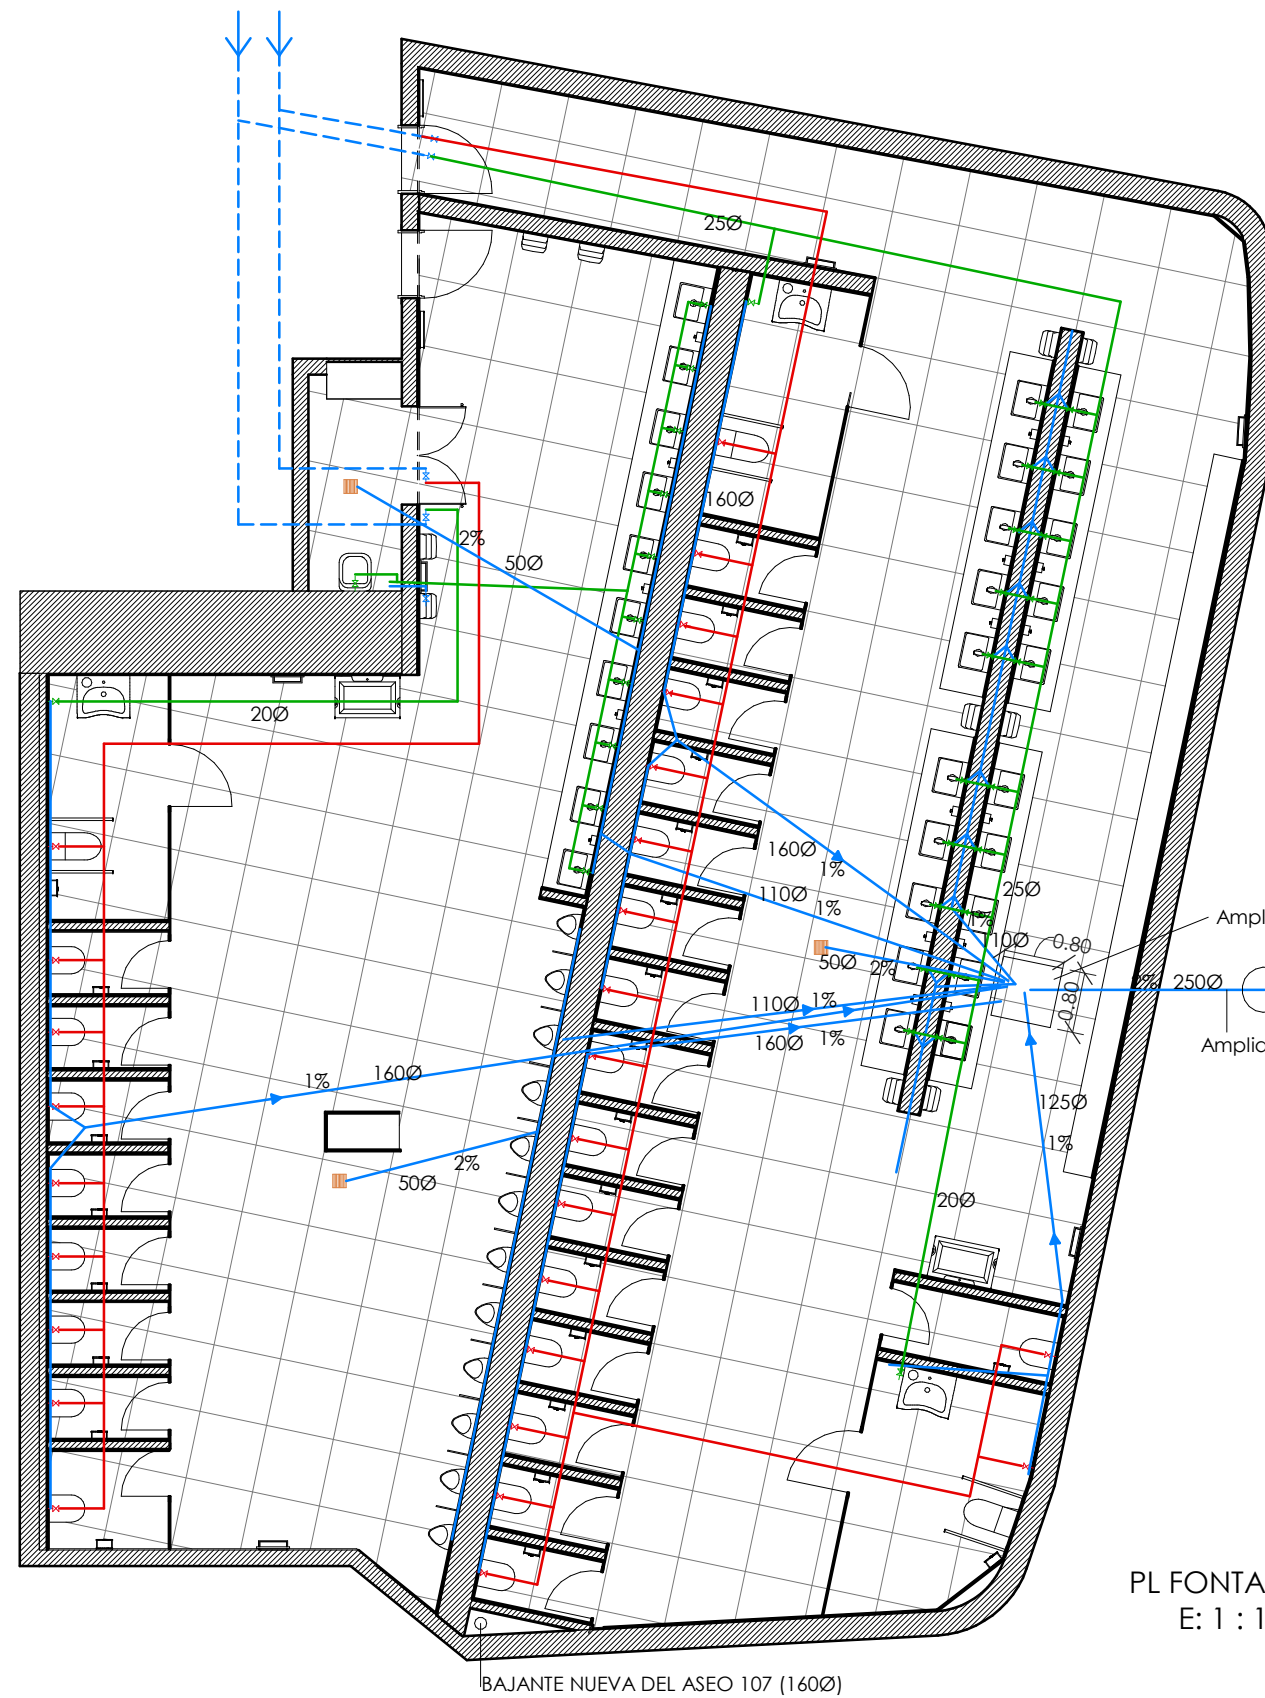 25Ø
160Ø
2%
50Ø
20Ø
160Ø
1%
110Ø
1%
25Ø
1%
Ampl
0.80
50Ø
2%
0.80
2%
250Ø
110Ø
1%
160Ø
1%
Amplic
1%
160Ø
125Ø
1%
2%
50Ø
20Ø
PL FONTA
E: 1 : 1
BAJANTE NUEVA DEL ASEO 107 (160Ø)